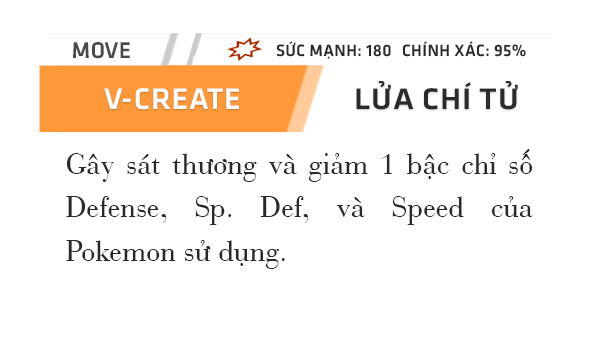 MOVE SỨC MẠNH: 180 CHÍNH XÁC: 95%
V-CREATE LỬA CHÍ TỬ
Gây sát thương và giảm 1 bậc chỉ số
Defense, Sp. Def, và Speed của
Pokemon sử dụng.